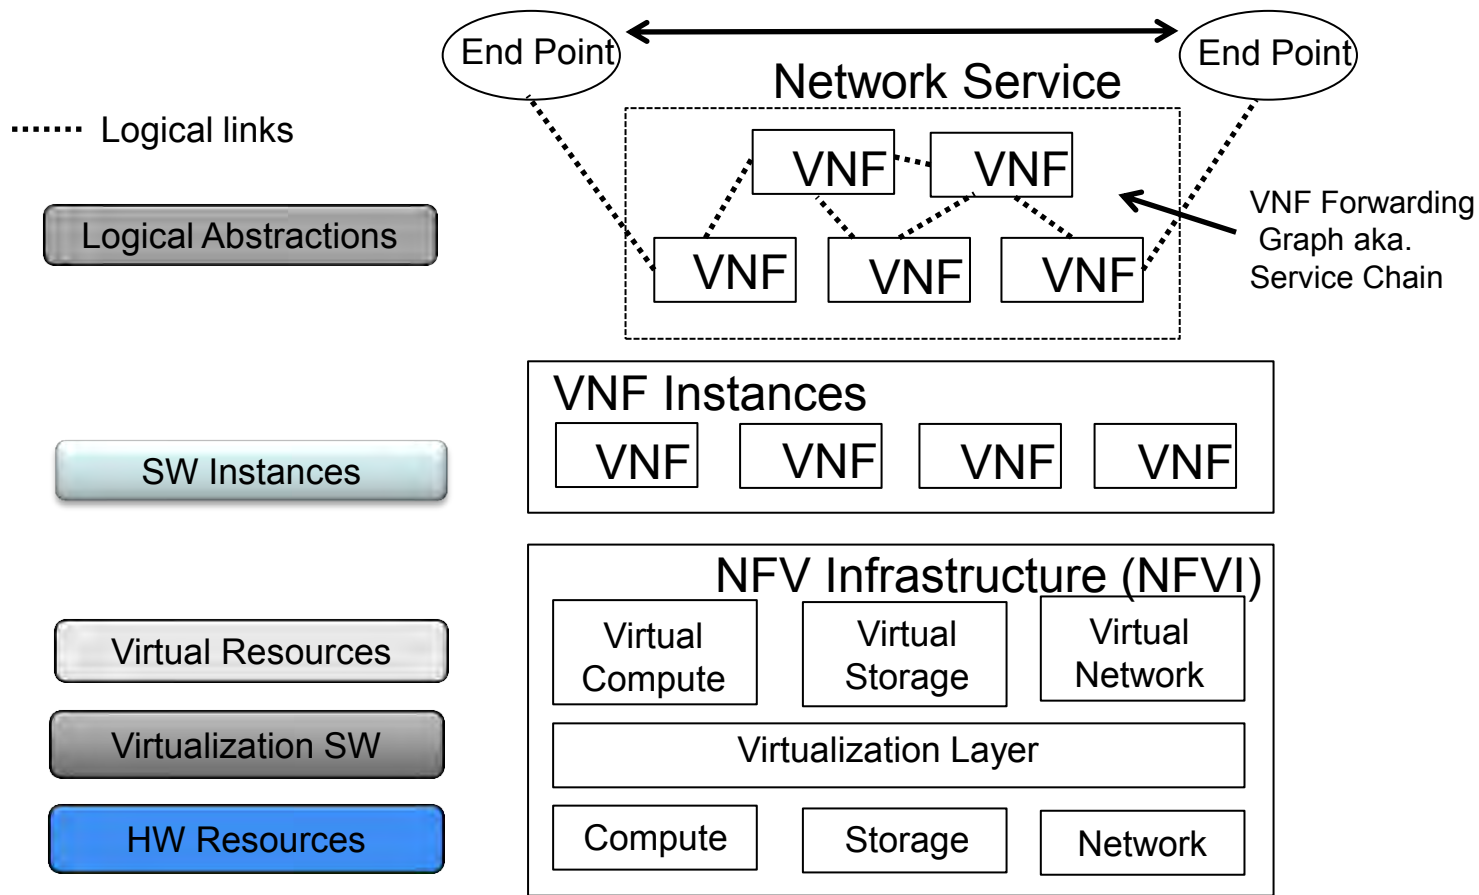 End Point
End Point
Network Service
Logical links
VNF
VNF
Logical Abstractions
VNF Forwarding
Graph aka.
Service Chain
VNF
VNF
VNF
VNF Instances
SW Instances
VNF
VNF
VNF
VNF
NFV Infrastructure (NFVI)
Virtual Resources
Virtual
Compute
Virtual
Storage
Virtual
Network
Virtualization SW
Virtualization Layer
HW Resources
Compute
Storage
Network